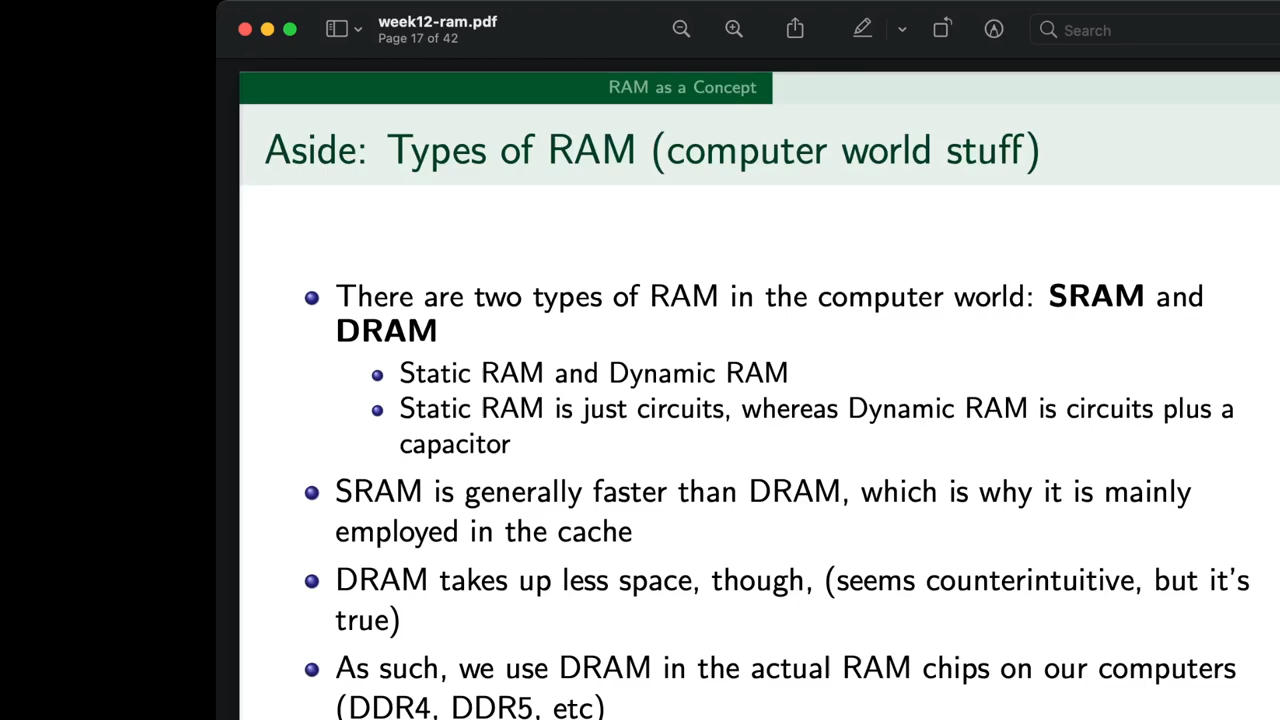 week12-ram.pdf
Page 17 of 42
Search
RAM as a Concept
Aside: Types of RAM (computer world stuff)
There are two types of RAM in the computer world: SRAM and
DRAM
Static RAM and Dynamic RAM
Static RAM is just circuits, whereas Dynamic RAM is circuits plus a
capacitor
SRAM is generally faster than DRAM, which is why it is mainly
employed in the cache
DRAM takes up less space, though, (seems counterintuitive, but it's
true)
As such, we use DRAM in the actual RAM chips on our computers
(DDR4, DDR5, etc)